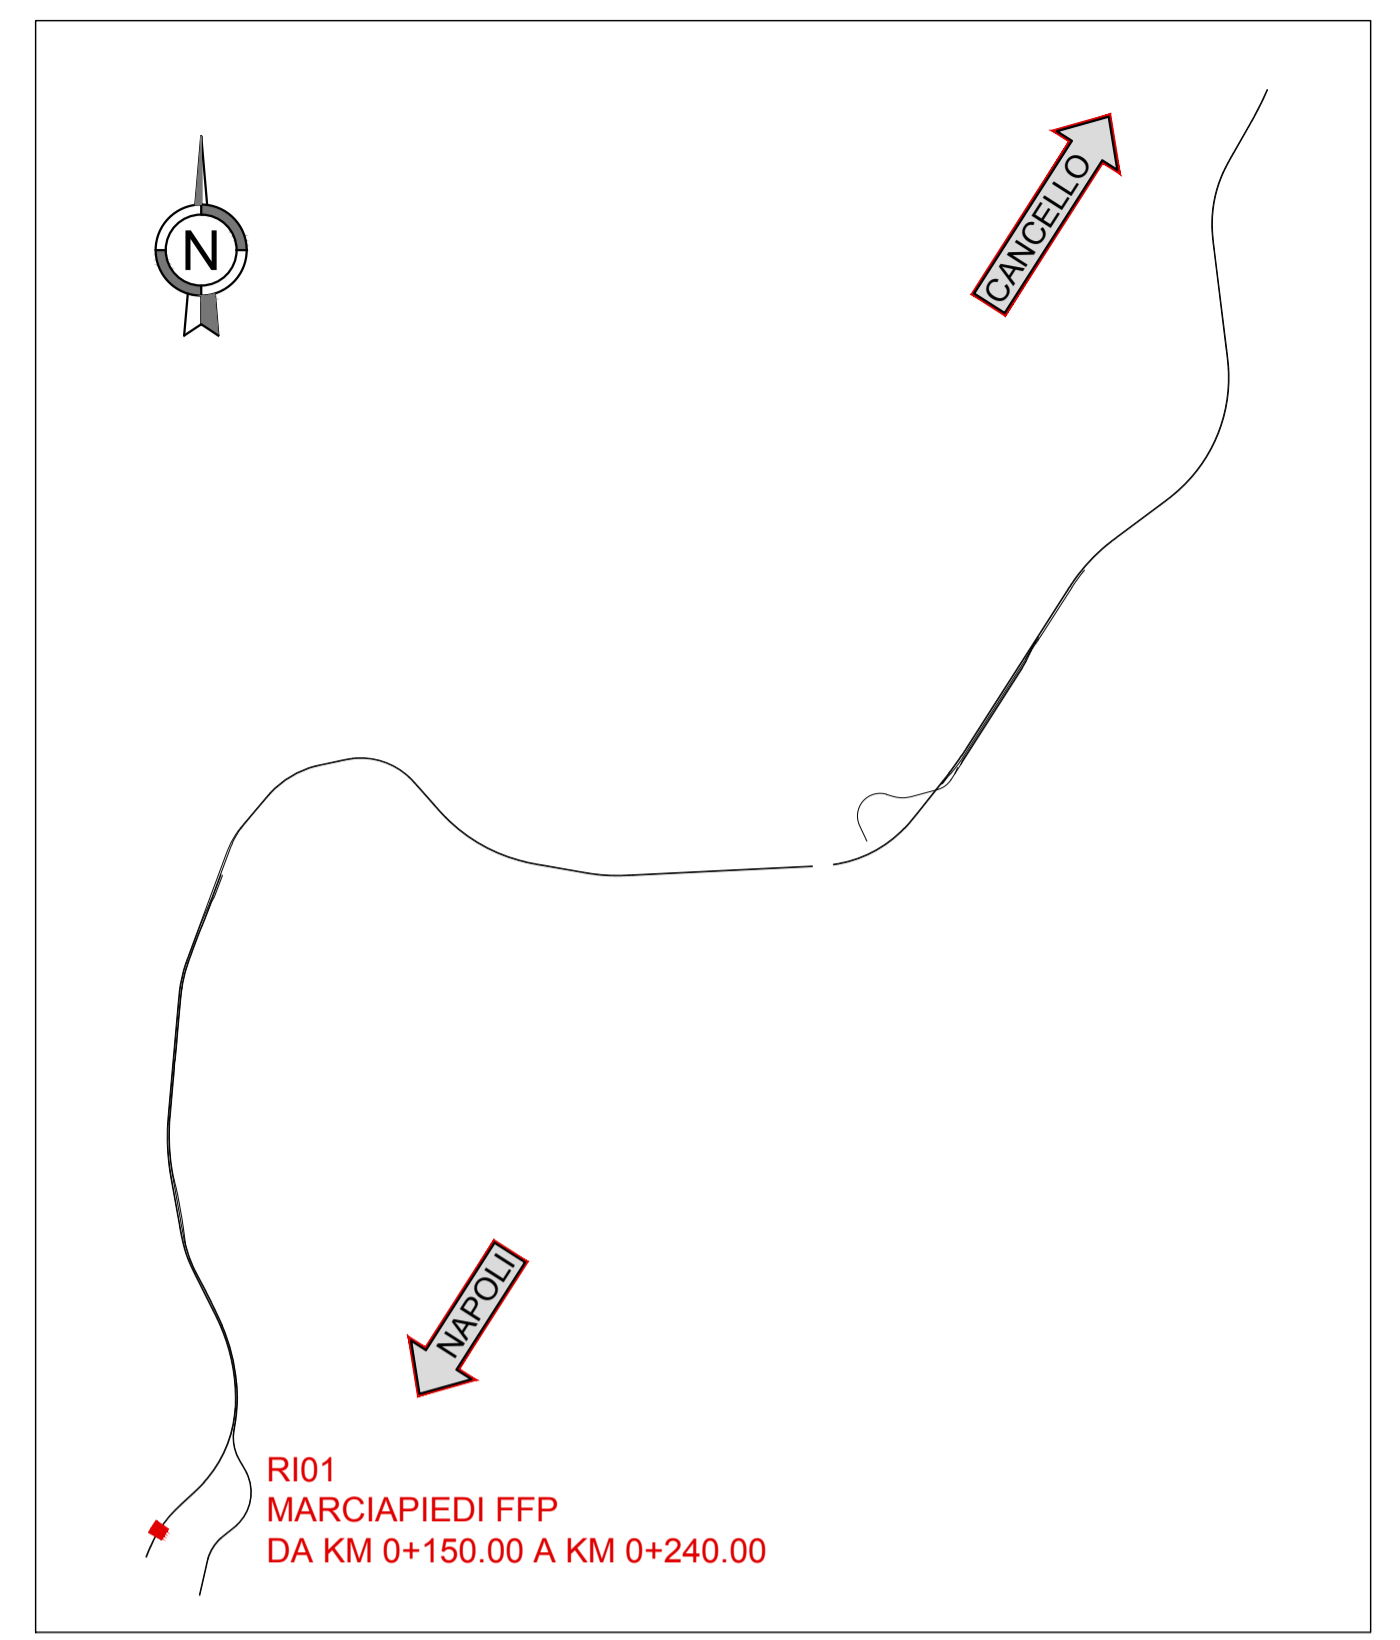 CANCELLO
N
NAPOLI
RI01
MARCIAPIEDI FFP
DA KM 0+150.00 A KM 0+240.00